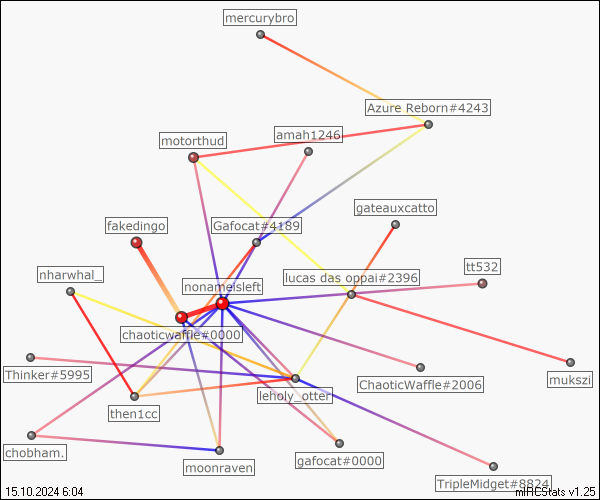 mercurybro
Azure Reborn#4243
amah1246
motorthud
gateauxcatto
fakedingo
Gafocat#4189
tt532
nharwhal_
lucas das oppai#2396
nonameisleft
chaoticwaffle#0000
Thinker#5995
ChaoticWaffle#2006
mukszi
leholy_otter
then1cc
chobham.
gafocat#0000
moonraven
TripleMidget#8824
15.10.2024 6:04
mIRCStats v1.25